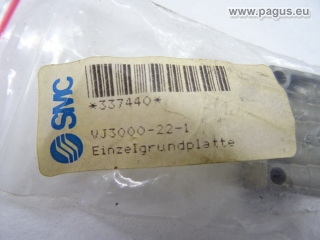 www.pagus.eu
SMC
*337440*
VJ3000-22-1
Einzelgrundplatte